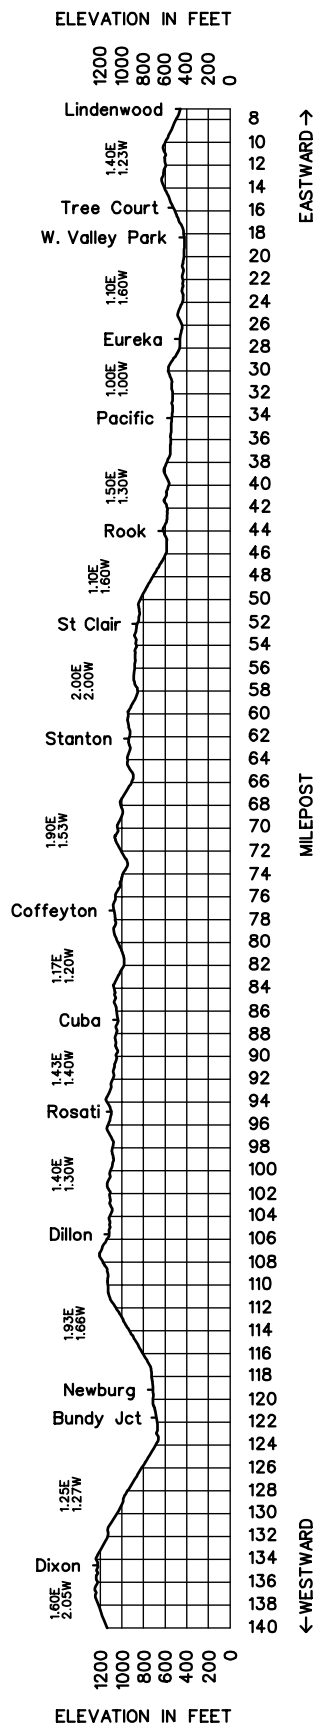 ELEVATION IN FEET
1200 1000 800 600 400 200 0
EASTWARD →
Lindenwood
8
10
1.40E
1.23W
12
14
Tree Court
16
W. Valley Park
18
20
1.10E
1.60W
22
24
26
Eureka
28
30
1.00E
1.00W
32
Pacific
34
36
38
1.50E
1.30W
40
42
Rook
44
46
1.10E
1.60W
48
50
St Clair
52
54
2.00E
2.00W
56
58
60
Stanton
62
64
66
68
MILEPOST
1.90E
1.53W
70
72
74
76
Coffeyton
78
80
1.17E
1.20W
82
84
86
Cuba
88
90
1.43E
1.40W
92
94
Rosati
96
98
1.40E
1.30W
100
102
104
Dillon
106
108
110
112
1.93E
1.66W
114
116
118
Newburg
120
Bundy Jct
122
124
126
1.25E
1.27W
128
130
132
Dixon
134
1.60E
2.05W
136
138
140
← WESTWARD
1200 1000 800 600 400 200 0
ELEVATION IN FEET